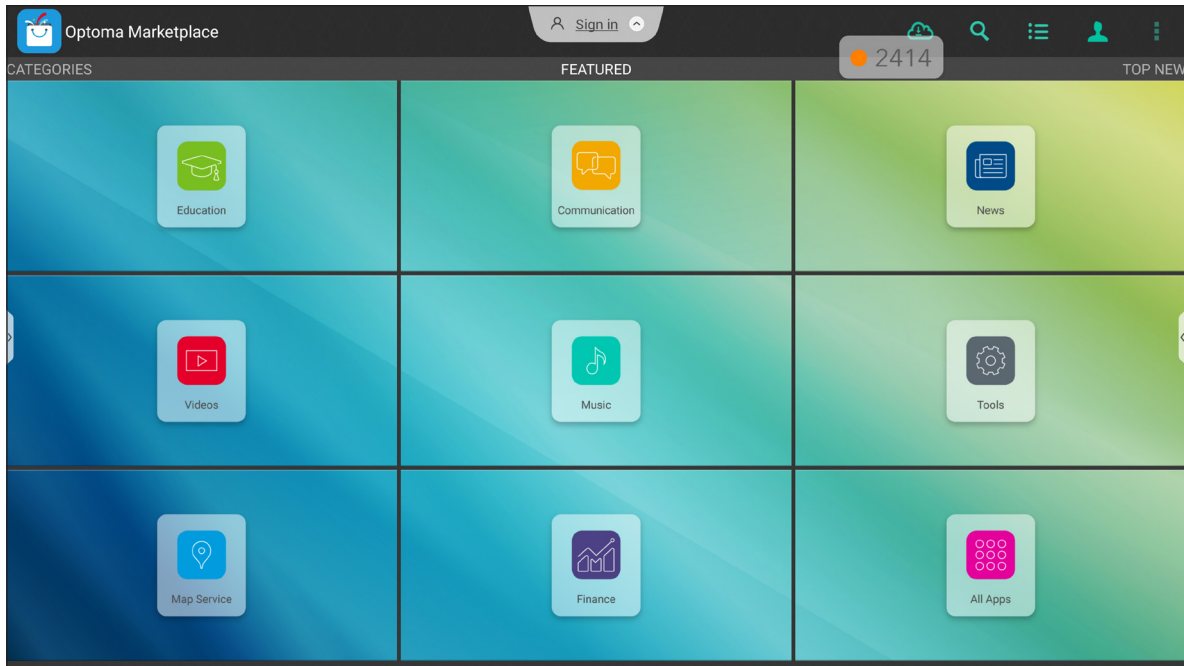 Optoma Marketplace
Sign in
2414
CATEGORIES FEATURED TOP NEW
Education Communication News
Videos Music Tools
Map Service Finance All Apps